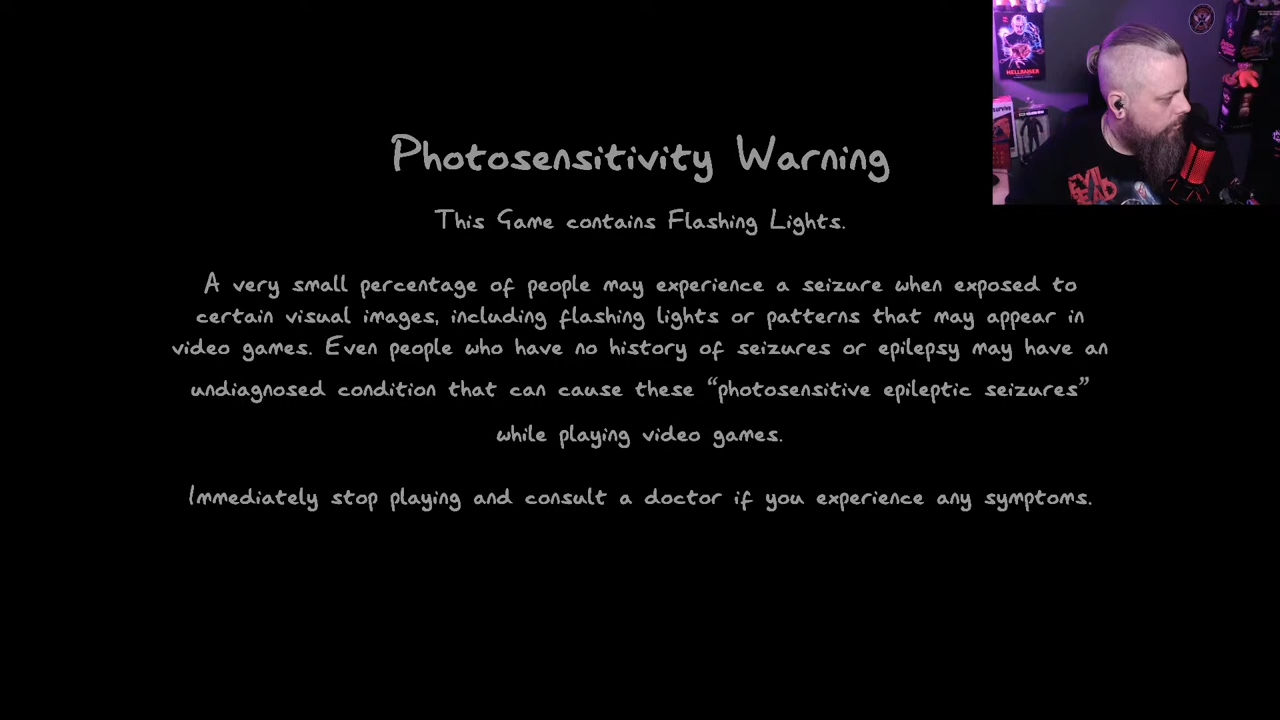 Photosensitivity Warning
This Game contains Flashing Lights.
A very small percentage of people may experience a seizure when exposed to
certain visual images, including flashing lights or patterns that may appear in
video games. Even people who have no history of seizures or epilepsy may have an
undiagnosed condition that can cause these “photosensitive epileptic seizures”
while playing video games.
Immediately stop playing and consult a doctor if you experience any symptoms.
HELLRAISER
EVIL
DEAD